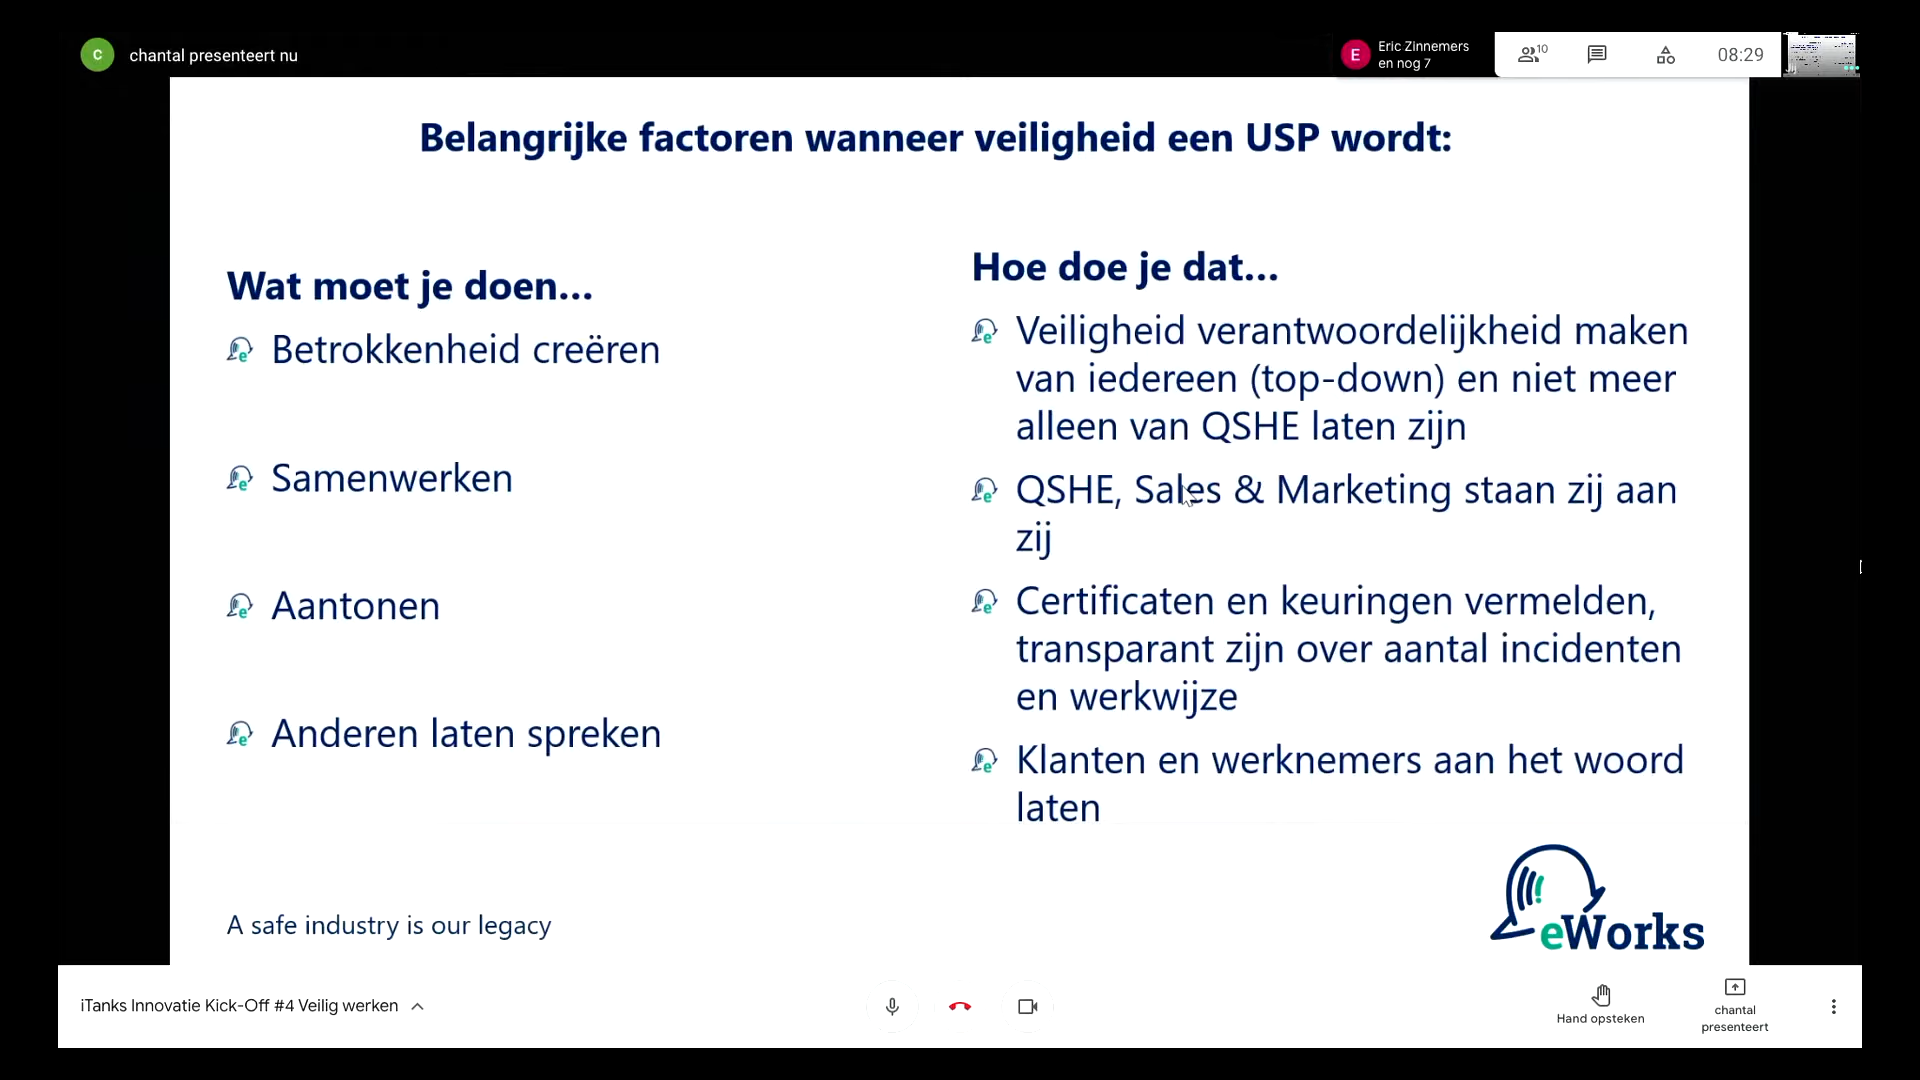 C
chantal presenteert nu
E
Eric Zinnemers
en nog 7
10
08:29
Belangrijke factoren wanneer veiligheid een USP wordt:
Wat moet je doen...
Betrokkenheid creëren
Samenwerken
Aantonen
Anderen laten spreken
Hoe doe je dat...
Veiligheid verantwoordelijkheid maken
van iedereen (top-down) en niet meer
alleen van QSHE laten zijn
QSHE, Sales & Marketing staan zij aan
zij
Certificaten en keuringen vermelden,
transparant zijn over aantal incidenten
en werkwijze
Klanten en werknemers aan het woord
laten
A safe industry is our legacy
eWorks
iTanks Innovatie Kick-Off #4 Veilig werken
Hand opsteken
chantal
presenteert